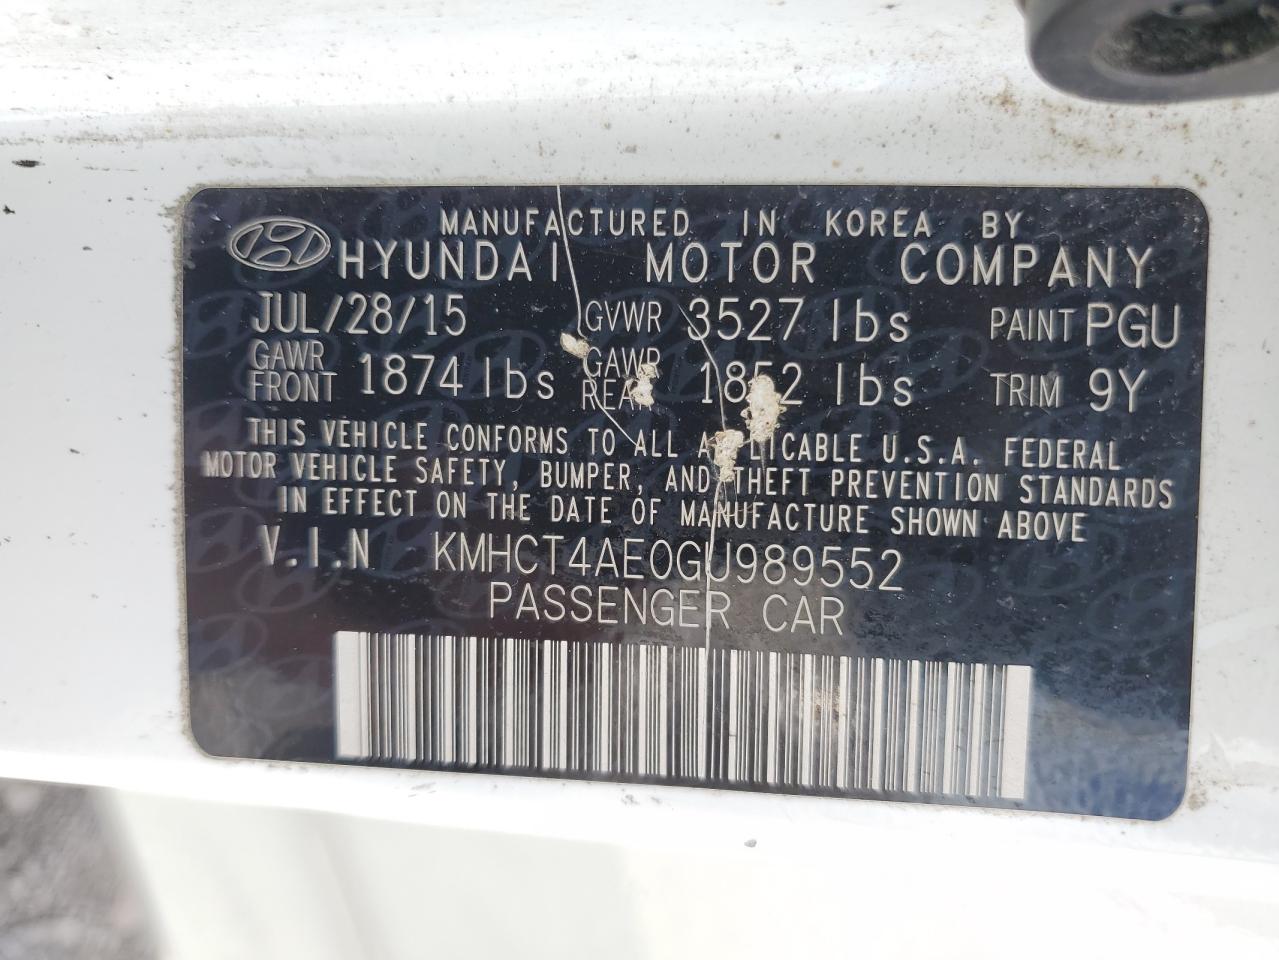 MANUFACTURED IN KOREA BY
HYUNDAI MOTOR COMPANY
JUL/28/15 GVWR 3527 lbs PAINT PGU
GAWR FRONT 1874 lbs GAWR REAR 1852 lbs TRIM 9Y
THIS VEHICLE CONFORMS TO ALL APPLICABLE U.S.A. FEDERAL
MOTOR VEHICLE SAFETY, BUMPER, AND THEFT PREVENTION STANDARDS
IN EFFECT ON THE DATE OF MANUFACTURE SHOWN ABOVE
V.I.N KMHCT4AE0GU989552
PASSENGER CAR